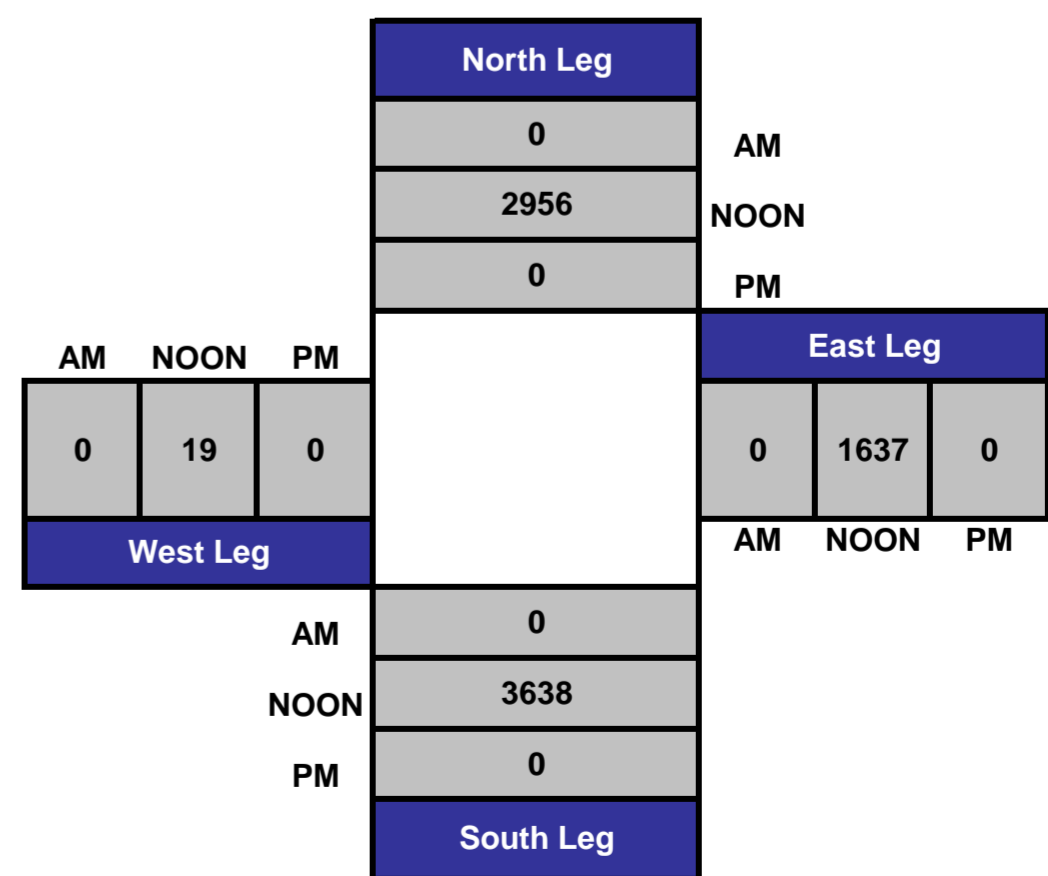 North Leg
0
AM
2956
NOON
0
PM
East Leg
AM NOON PM
0 19 0
0 1637 0
West Leg
AM NOON PM
AM
0
NOON
3638
PM
0
South Leg